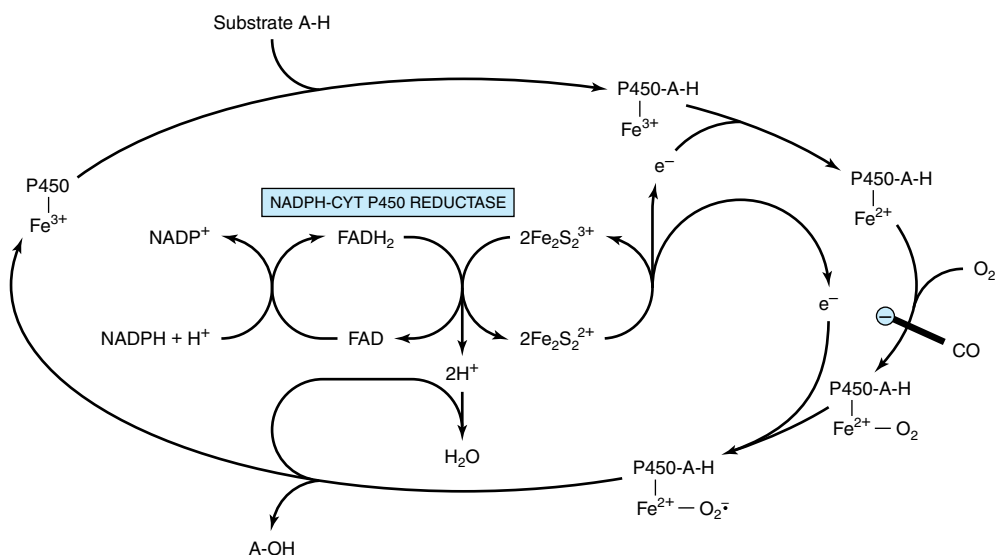 Substrate A-H
P450-A-H
Fe³⁺
e⁻
P450
Fe³⁺
P450-A-H
Fe²⁺
NADPH-CYT P450 REDUCTASE
NADP⁺
FADH₂
2Fe₂S₂³⁺
O₂
e⁻
−
NADPH + H⁺
FAD
2Fe₂S₂²⁺
CO
2H⁺
P450-A-H
Fe²⁺ — O₂
H₂O
P450-A-H
Fe²⁺ — O₂⁻•
A-OH